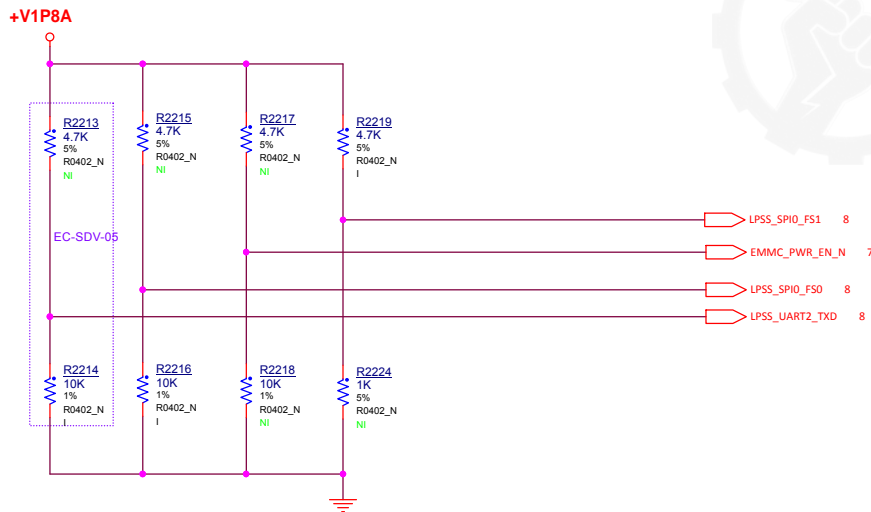 +V1P8A
R2213
4.7K
5%
R0402_N
NI
R2215
4.7K
5%
R0402_N
NI
R2217
4.7K
5%
R0402_N
NI
R2219
4.7K
5%
R0402_N
I
EC-SDV-05
LPSS_SPI0_FS1 8
EMMC_PWR_EN_N 7
LPSS_SPI0_FS0 8
LPSS_UART2_TXD 8
R2214
10K
1%
R0402_N
I
R2216
10K
1%
R0402_N
I
R2218
10K
1%
R0402_N
NI
R2224
1K
5%
R0402_N
NI